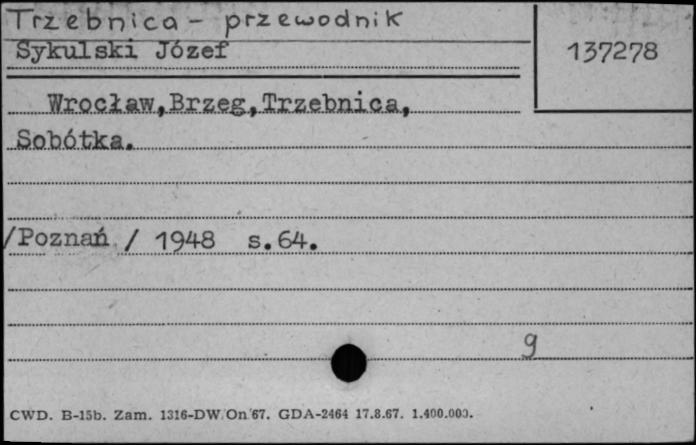 Trzebnica - przewodnik
Sykulski Józef
137278
Wrocław,Brzeg,Trzebnica,
Sobótka.
/Poznań / 1948 s.64.
g
CWD. B-15b. Zam. 1316-DW/On/67. GDA-2464 17.8.67. 1.400.000.